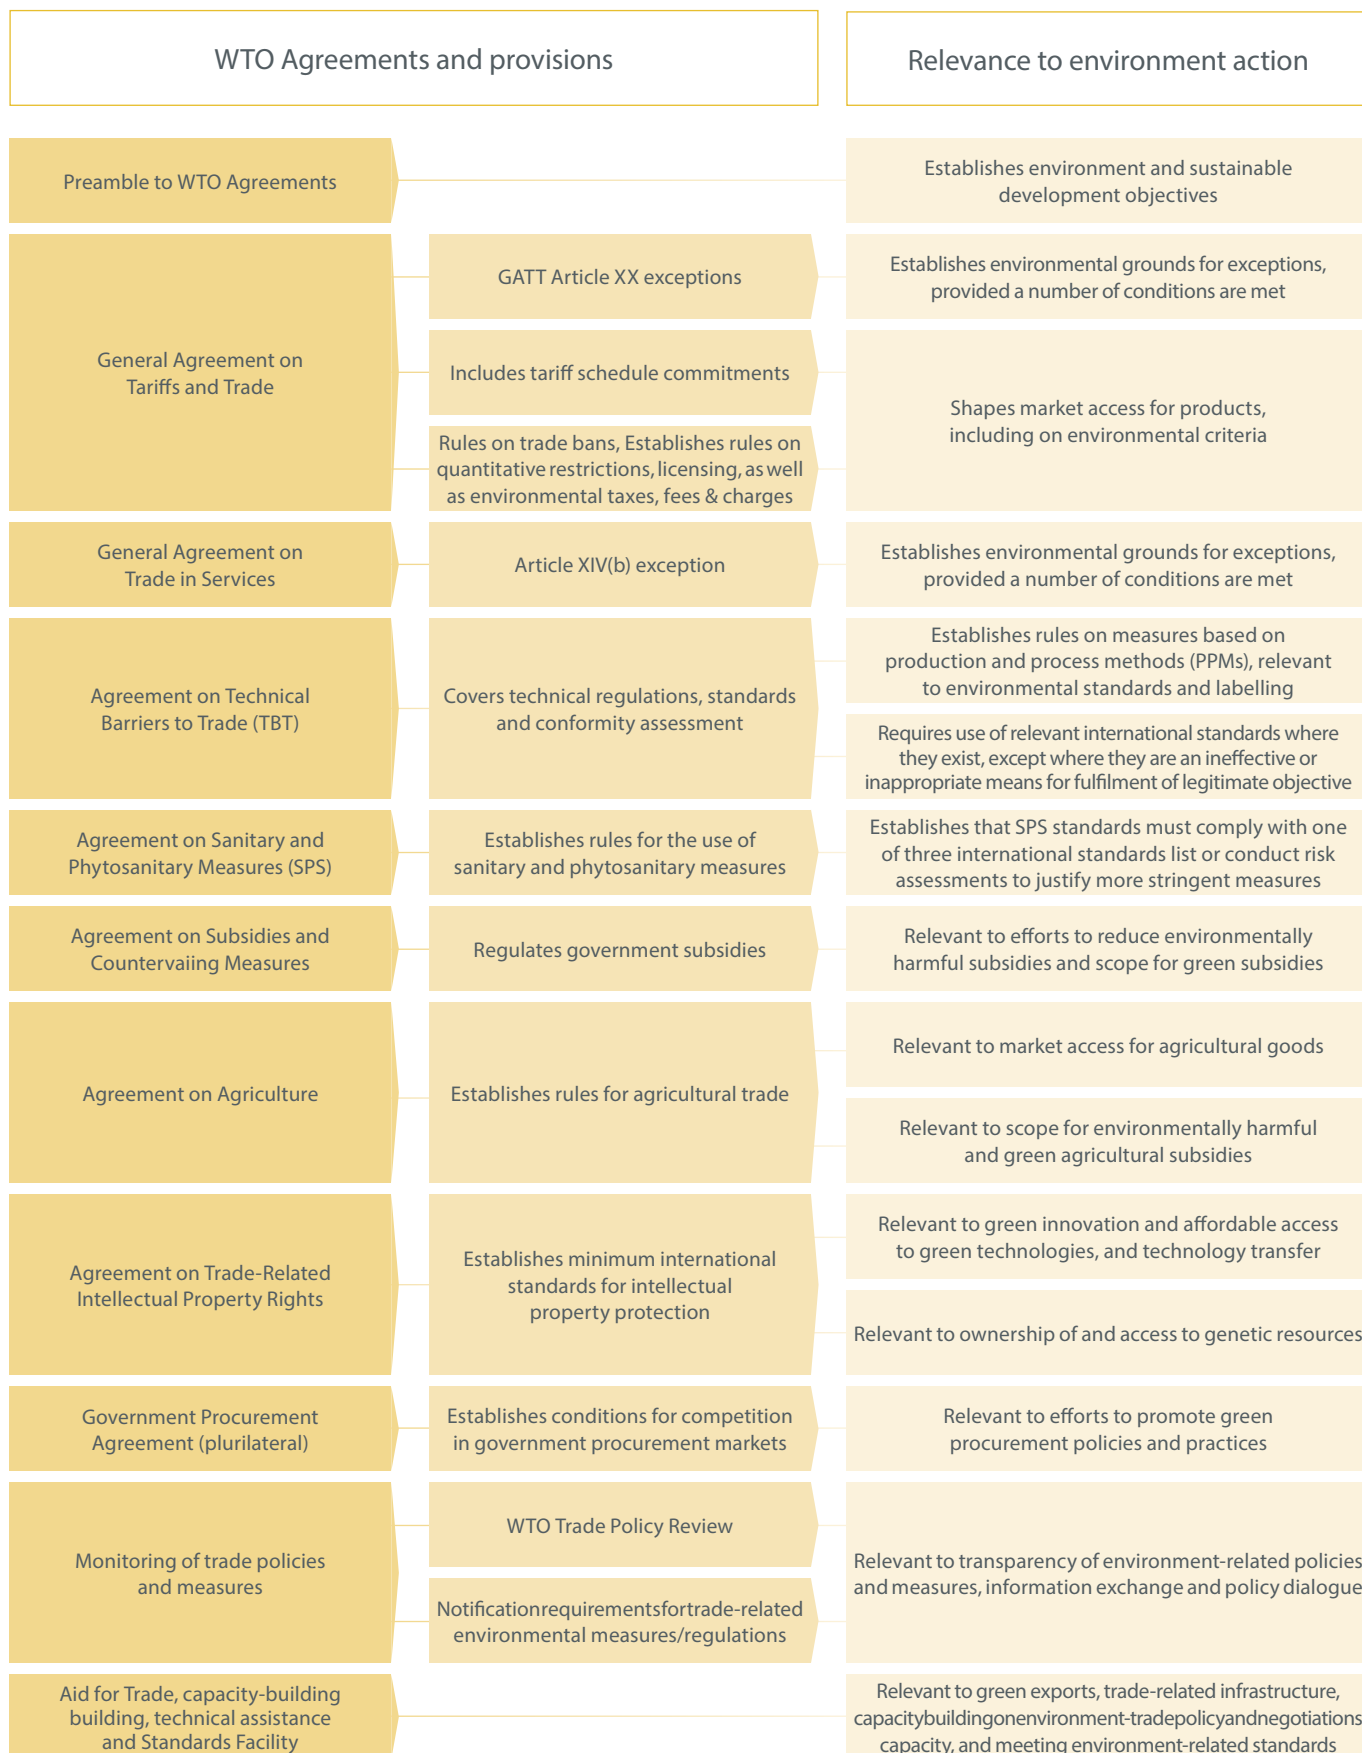 WTO Agreements and provisions
Relevance to environment action
Preamble to WTO Agreements
Establishes environment and sustainable
development objectives
General Agreement on
Tariffs and Trade
GATT Article XX exceptions
Establishes environmental grounds for exceptions,
provided a number of conditions are met
Includes tariff schedule commitments
Rules on trade bans, Establishes rules on
quantitative restrictions, licensing, as well
as environmental taxes, fees & charges
Shapes market access for products,
including on environmental criteria
General Agreement on
Trade in Services
Article XIV(b) exception
Establishes environmental grounds for exceptions,
provided a number of conditions are met
Agreement on Technical
Barriers to Trade (TBT)
Covers technical regulations, standards
and conformity assessment
Establishes rules on measures based on
production and process methods (PPMs), relevant
to environmental standards and labelling
Requires use of relevant international standards where
they exist, except where they are an ineffective or
inappropriate means for fulfilment of legitimate objective
Agreement on Sanitary and
Phytosanitary Measures (SPS)
Establishes rules for the use of
sanitary and phytosanitary measures
Establishes that SPS standards must comply with one
of three international standards list or conduct risk
assessments to justify more stringent measures
Agreement on Subsidies and
Countervaiing Measures
Regulates government subsidies
Relevant to efforts to reduce environmentally
harmful subsidies and scope for green subsidies
Agreement on Agriculture
Establishes rules for agricultural trade
Relevant to market access for agricultural goods
Relevant to scope for environmentally harmful
and green agricultural subsidies
Agreement on Trade-Related
Intellectual Property Rights
Establishes minimum international
standards for intellectual
property protection
Relevant to green innovation and affordable access
to green technologies, and technology transfer
Relevant to ownership of and access to genetic resources
Government Procurement
Agreement (plurilateral)
Establishes conditions for competition
in government procurement markets
Relevant to efforts to promote green
procurement policies and practices
Monitoring of trade policies
and measures
WTO Trade Policy Review
Notificationrequirementsfortrade-related
environmental measures/regulations
Relevant to transparency of environment-related policies
and measures, information exchange and policy dialogue
Aid for Trade, capacity-building
building, technical assistance
and Standards Facility
Relevant to green exports, trade-related infrastructure,
capacitybuildingonenvironment-tradepolicyandnegotiations
capacity, and meeting environment-related standards